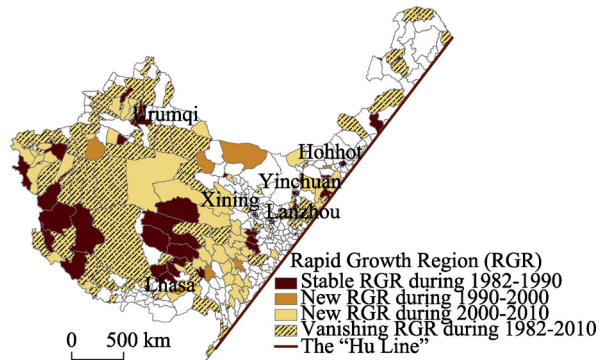 Urumqi
Hohhot
Yinchuan
Xining
Lanzhou
Lhasa
Rapid Growth Region (RGR)
Stable RGR during 1982-1990
New RGR during 1990-2000
New RGR during 2000-2010
Vanishing RGR during 1982-2010
The “Hu Line”
0 500 km